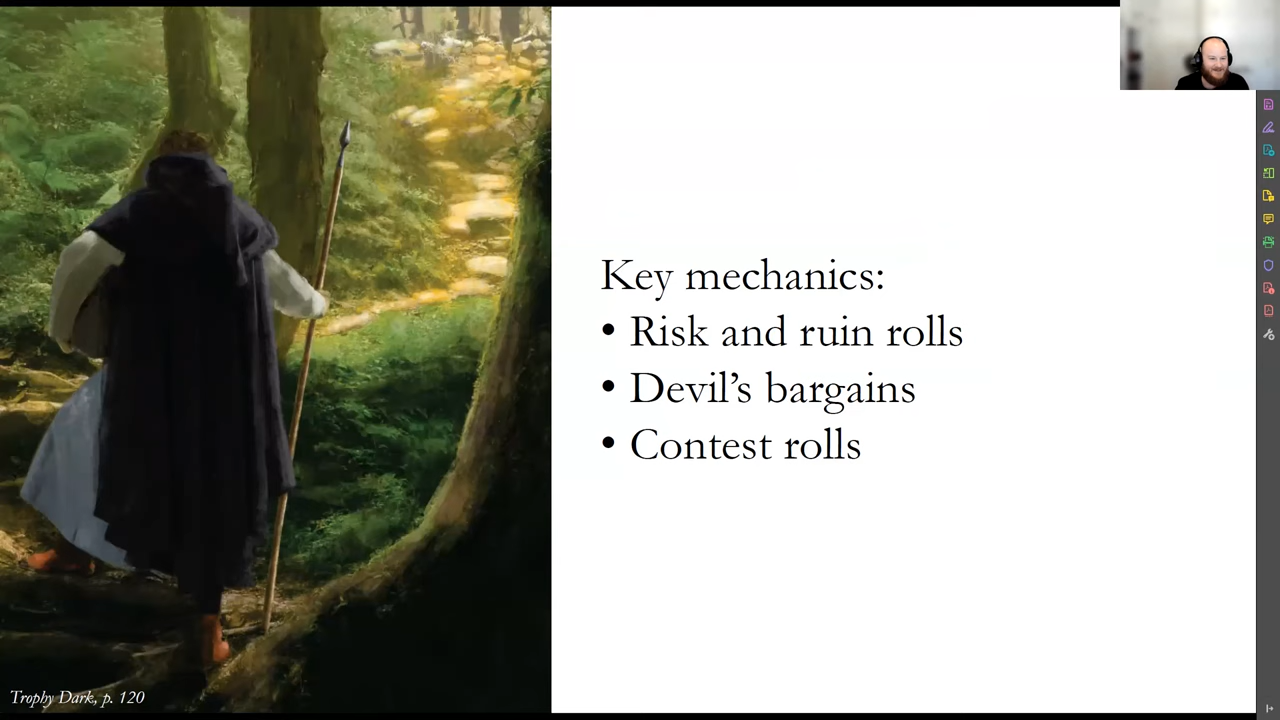 Key mechanics:
• Risk and ruin rolls
• Devil’s bargains
• Contest rolls
Trophy Dark, p. 120